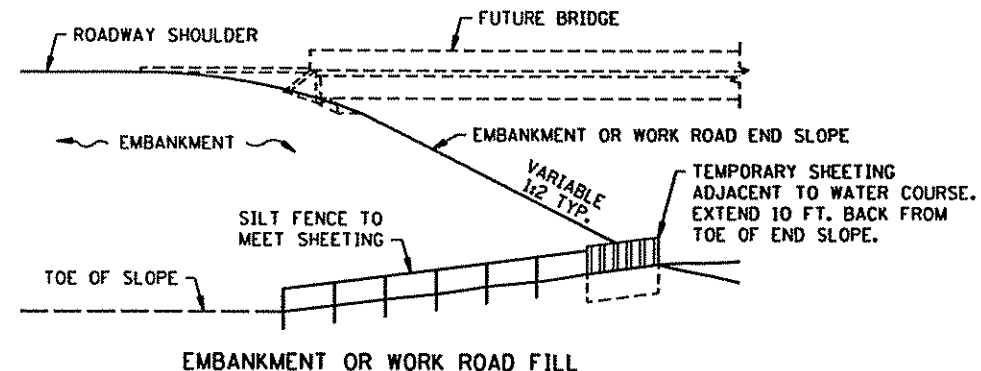 FUTURE BRIDGE
ROADWAY SHOULDER
EMBANKMENT
EMBANKMENT OR WORK ROAD END SLOPE
VARIABLE
1:2 TYP.
TEMPORARY SHEETING
ADJACENT TO WATER COURSE.
EXTEND 10 FT. BACK FROM
TOE OF END SLOPE.
SILT FENCE TO
MEET SHEETING
TOE OF SLOPE
EMBANKMENT OR WORK ROAD FILL